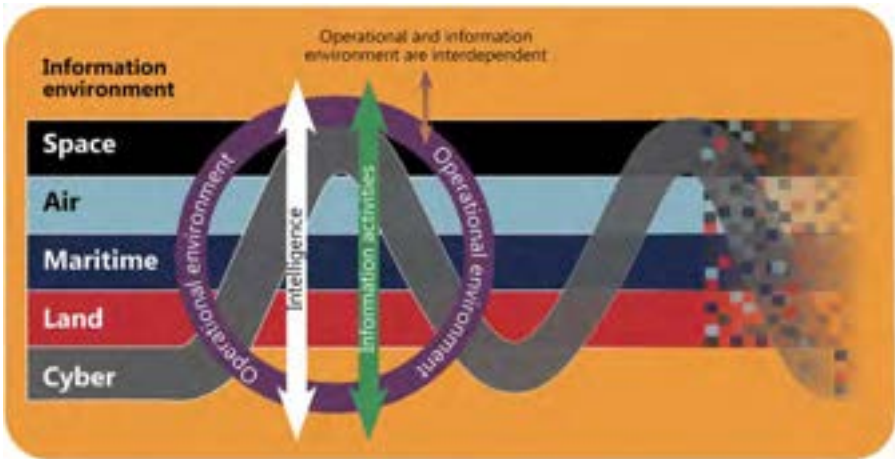 Operational and information
environment are interdependent
Information
environment
Space
Air
Maritime
Land
Cyber
Operational environment
Intelligence
Information activities
Operational environment